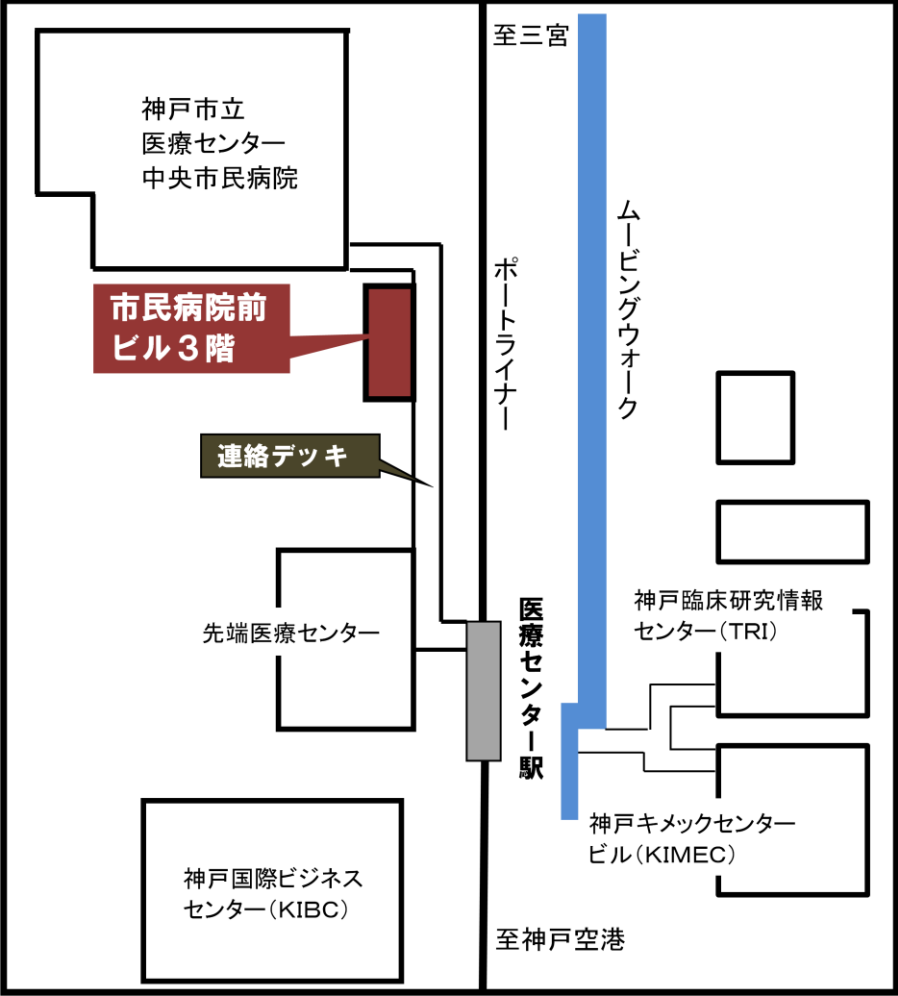 至三宮
神戸市立
医療センター
中央市民病院
ムービングウォーク
ポートライナー
市民病院前
ビル３階
連絡デッキ
先端医療センター
医療センター駅
神戸臨床研究情報
センター（TRI）
神戸キメックセンター
ビル（KIMEC）
神戸国際ビジネス
センター（KIBC）
至神戸空港